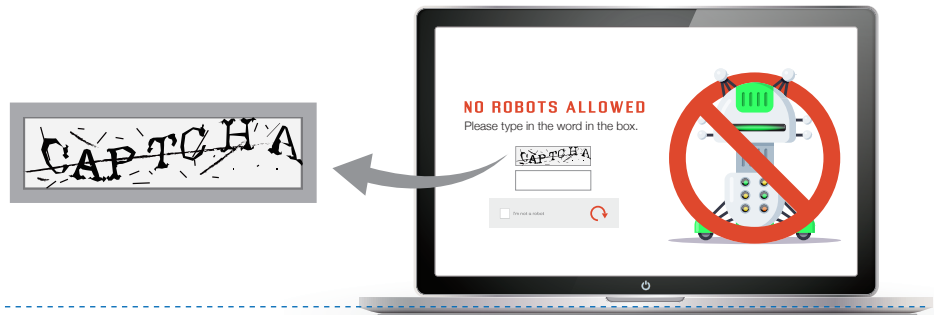 CAPTCHA
NO ROBOTS ALLOWED
Please type in the word in the box.
CAPTCHA
I'm not a robot